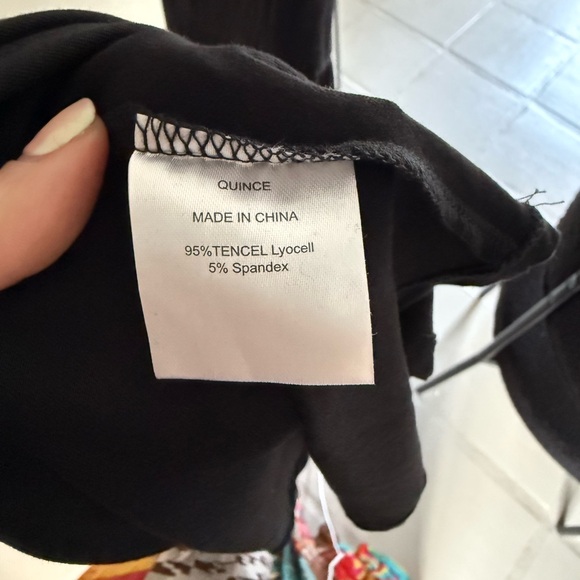 QUINCE
MADE IN CHINA
95%TENCEL Lyocell
5% Spandex